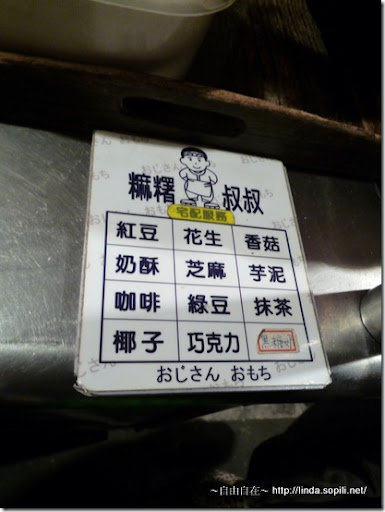 麻糬 叔叔
宅配服務
紅豆 花生 香菇
奶酥 芝麻 芋泥
咖啡 綠豆 抹茶
椰子 巧克力 黑糖
おじさん おもち
～自由自在～ http://linda.sopili.net/